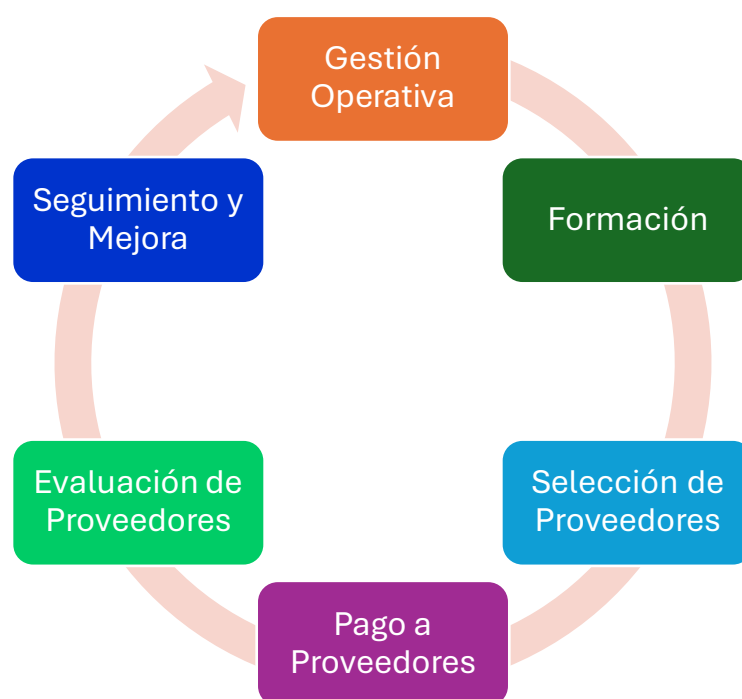 Gestión
Operativa
Formación
Selección de
Proveedores
Pago a
Proveedores
Evaluación de
Proveedores
Seguimiento y
Mejora